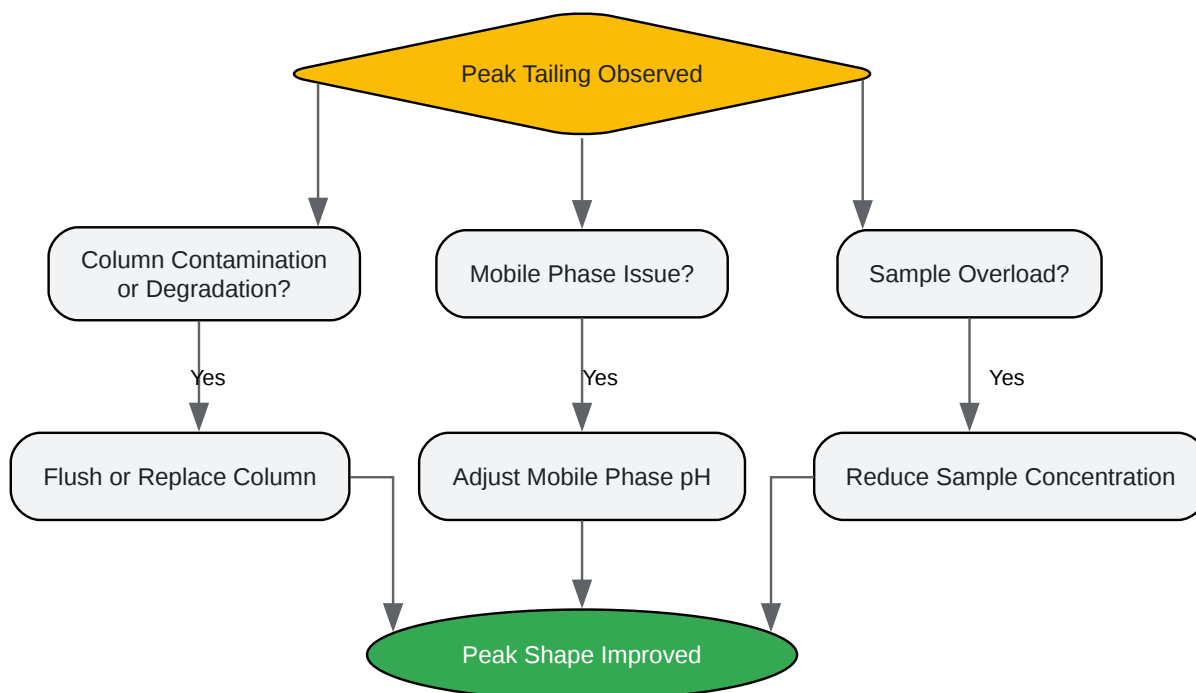 Peak Tailing Observed
Column Contamination
or Degradation?
Mobile Phase Issue?
Sample Overload?
Yes
Yes
Yes
Flush or Replace Column
Adjust Mobile Phase pH
Reduce Sample Concentration
Peak Shape Improved